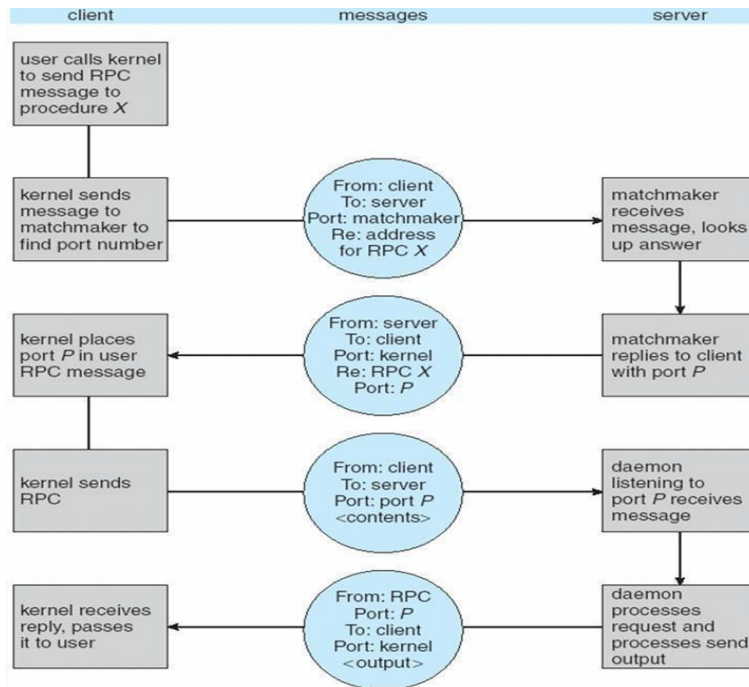 client
messages
server
user calls kernel
to send RPC
message to
procedure X
kernel sends
message to
matchmaker to
find port number
From: client
To: server
Port: matchmaker
Re: address
for RPC X
matchmaker
receives
message, looks
up answer
kernel places
port P in user
RPC message
From: server
To: client
Port: kernel
Re: RPC X
Port: P
matchmaker
replies to client
with port P
kernel sends
RPC
From: client
To: server
Port: port P
<contents>
daemon
listening to
port P receives
message
kernel receives
reply, passes
it to user
From: RPC
Port: P
To: client
Port: kernel
<output>
daemon
processes
request and
processes send
output